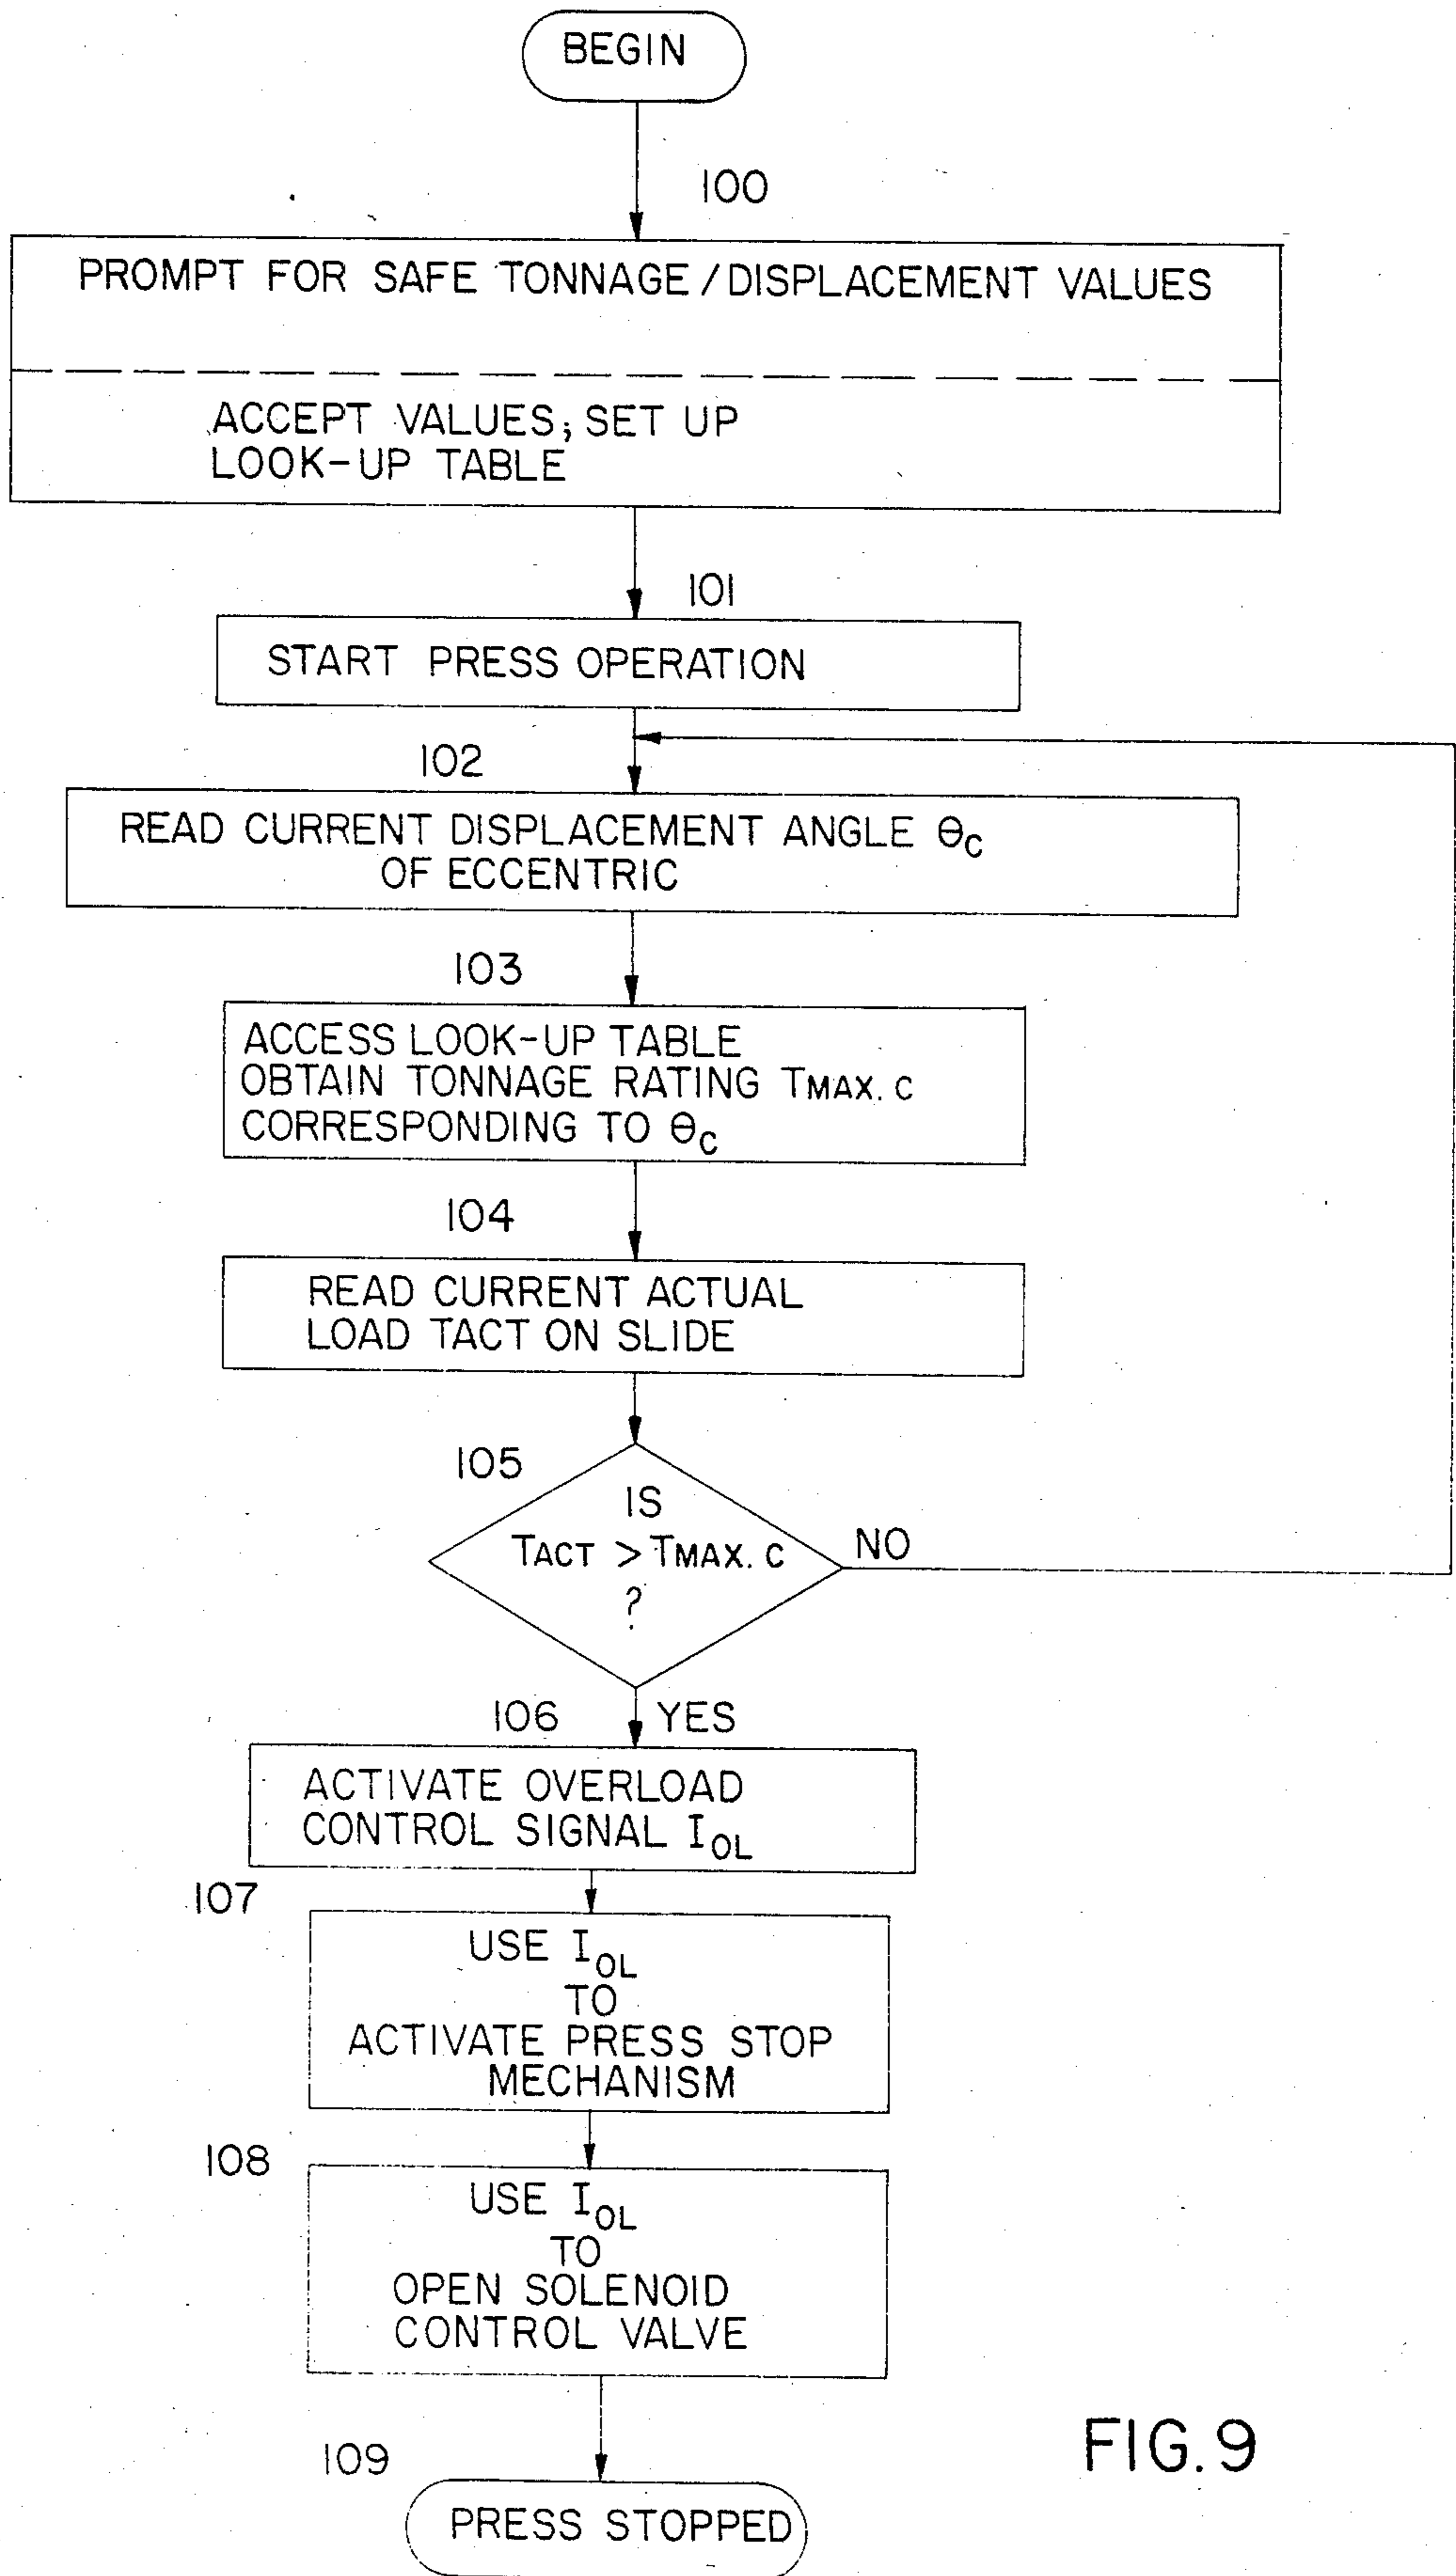 BEGIN
100
PROMPT FOR SAFE TONNAGE / DISPLACEMENT VALUES
ACCEPT VALUES; SET UP
LOOK-UP TABLE
101
START PRESS OPERATION
102
READ CURRENT DISPLACEMENT ANGLE θC
OF ECCENTRIC
103
ACCESS LOOK-UP TABLE
OBTAIN TONNAGE RATING TMAX. C
CORRESPONDING TO θC
104
READ CURRENT ACTUAL
LOAD TACT ON SLIDE
105
IS
TACT > TMAX. C
?
NO
106
YES
ACTIVATE OVERLOAD
CONTROL SIGNAL IOL
107
USE IOL
TO
ACTIVATE PRESS STOP
MECHANISM
108
USE IOL
TO
OPEN SOLENOID
CONTROL VALVE
109
PRESS STOPPED
FIG. 9